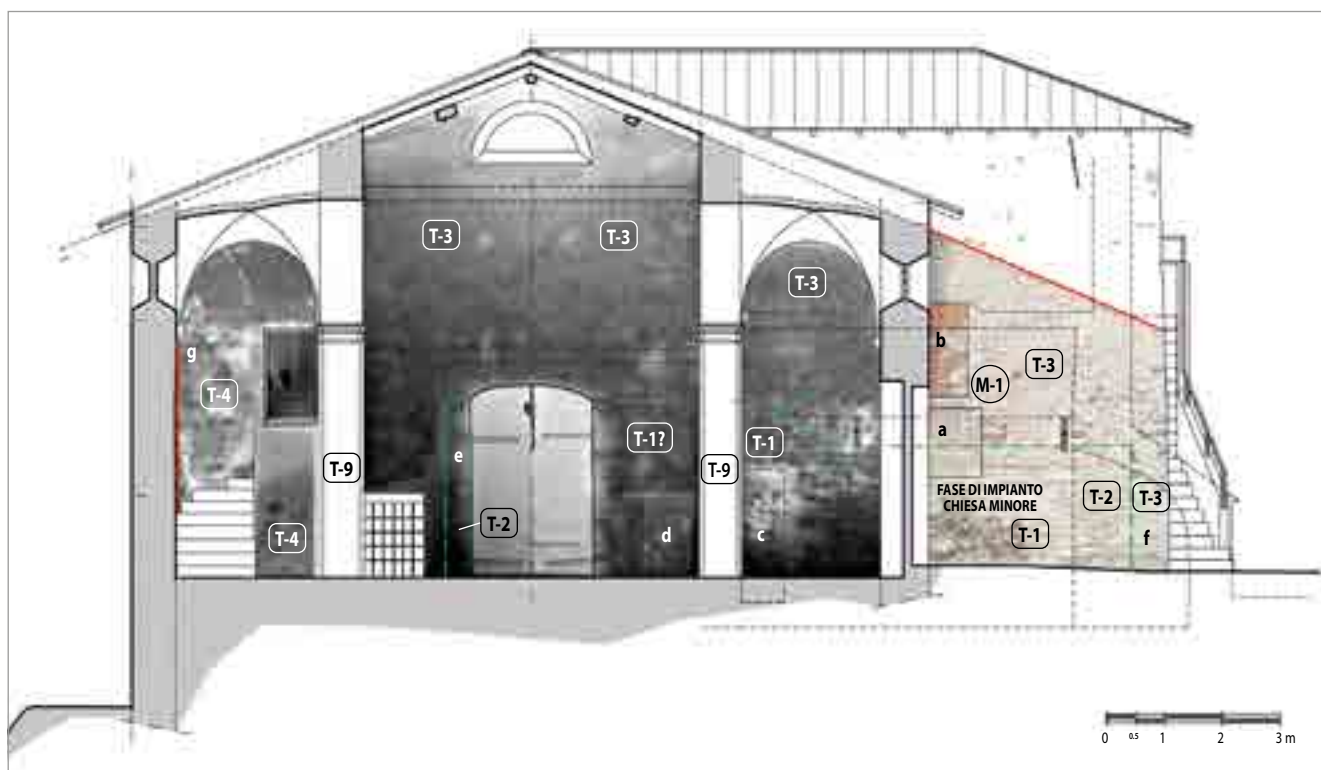 T-3
T-3
T-3
g
T-4
b
T-3
M-1
a
T-1?
T-1
e
T-9
T-9
FASE DI IMPIANTO
CHIESA MINORE
T-2
T-3
T-2
T-4
d
c
T-1
f
0 0.5 1 2 3 m